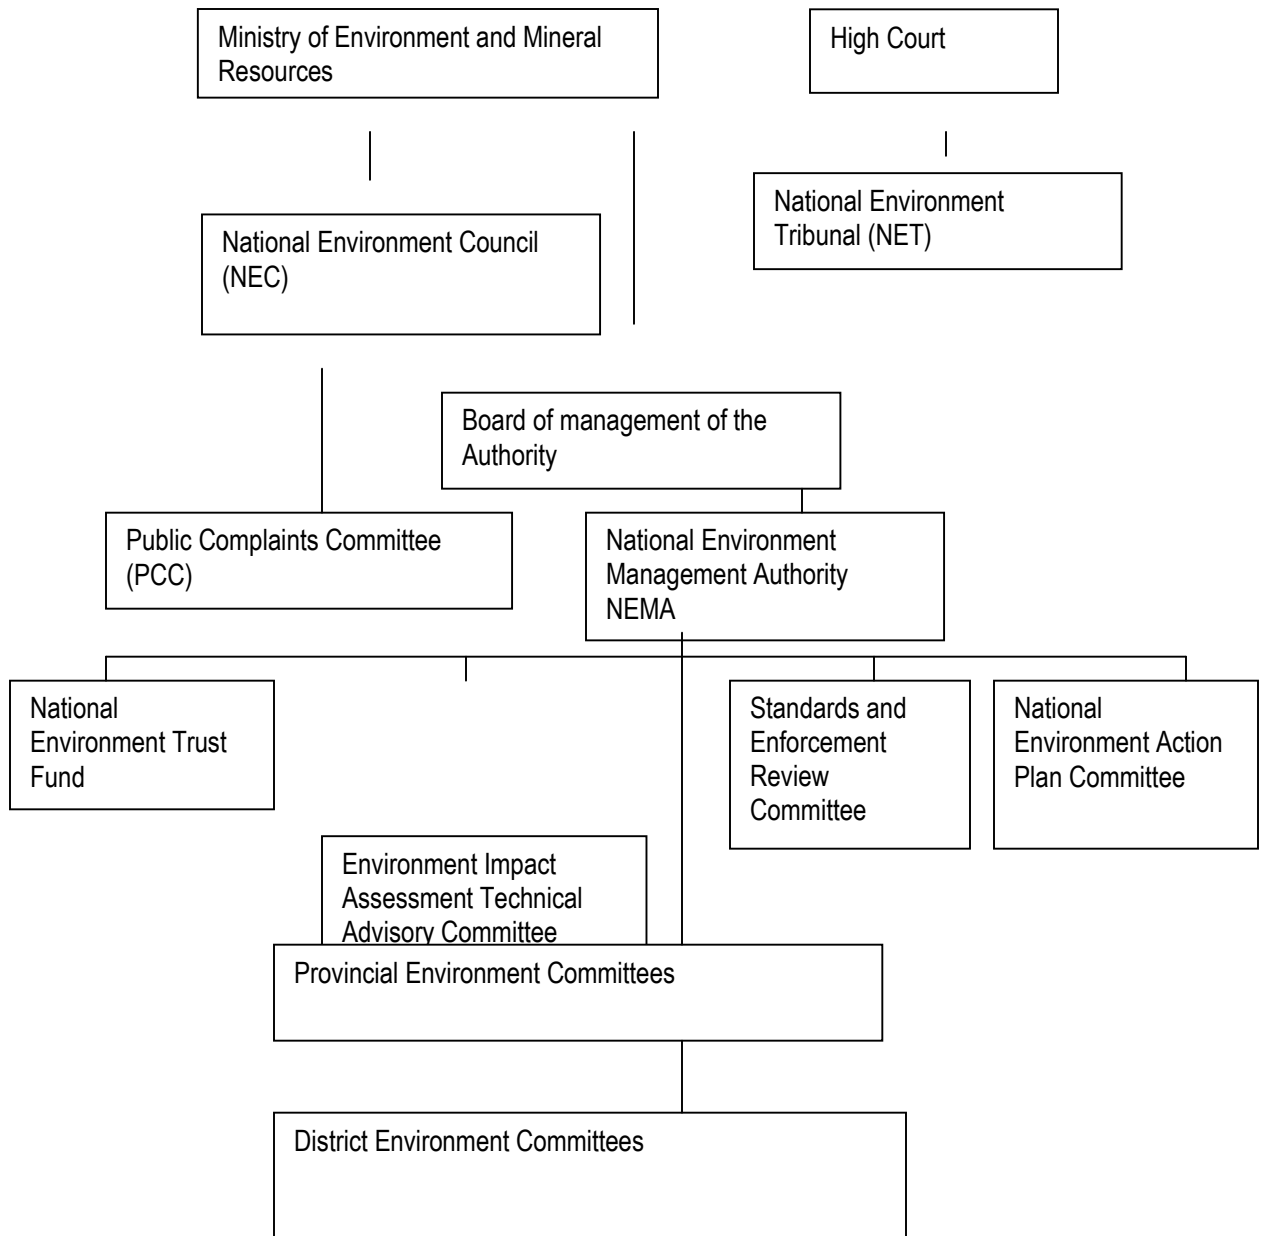 Ministry of Environment and Mineral
Resources
High Court
National Environment
Tribunal (NET)
National Environment Council
(NEC)
Board of management of the
Authority
Public Complaints Committee
(PCC)
National Environment
Management Authority
NEMA
National
Environment Trust
Fund
Standards and
Enforcement
Review
Committee
National
Environment Action
Plan Committee
Environment Impact
Assessment Technical
Advisory Committee
Provincial Environment Committees
District Environment Committees